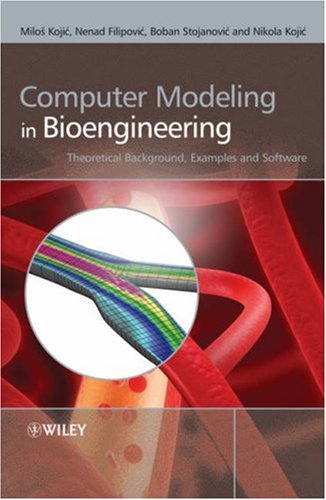 Miloš Kojić, Nenad Filipović, Boban Stojanović and Nikola Kojić
Computer Modeling
in Bioengineering
Theoretical Background, Examples and Software
WILEY